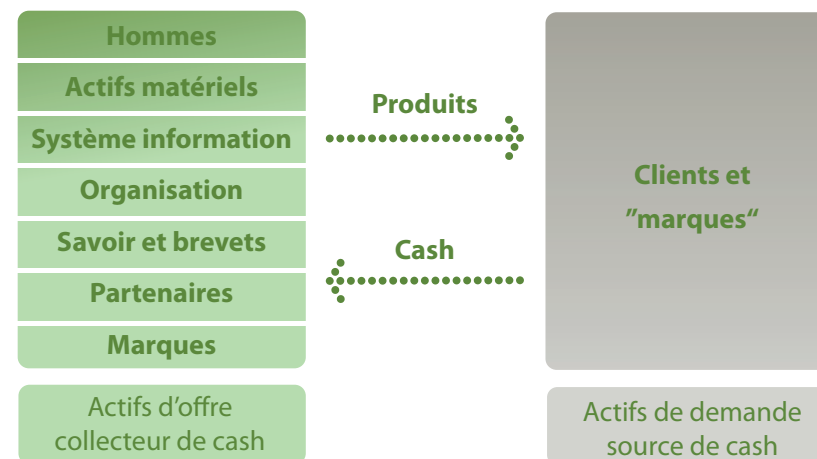 Hommes
Actifs matériels
Système information
Organisation
Savoir et brevets
Partenaires
Marques
Actifs d'offre
collecteur de cash
Produits
Cash
Clients et
”marques“
Actifs de demande
source de cash